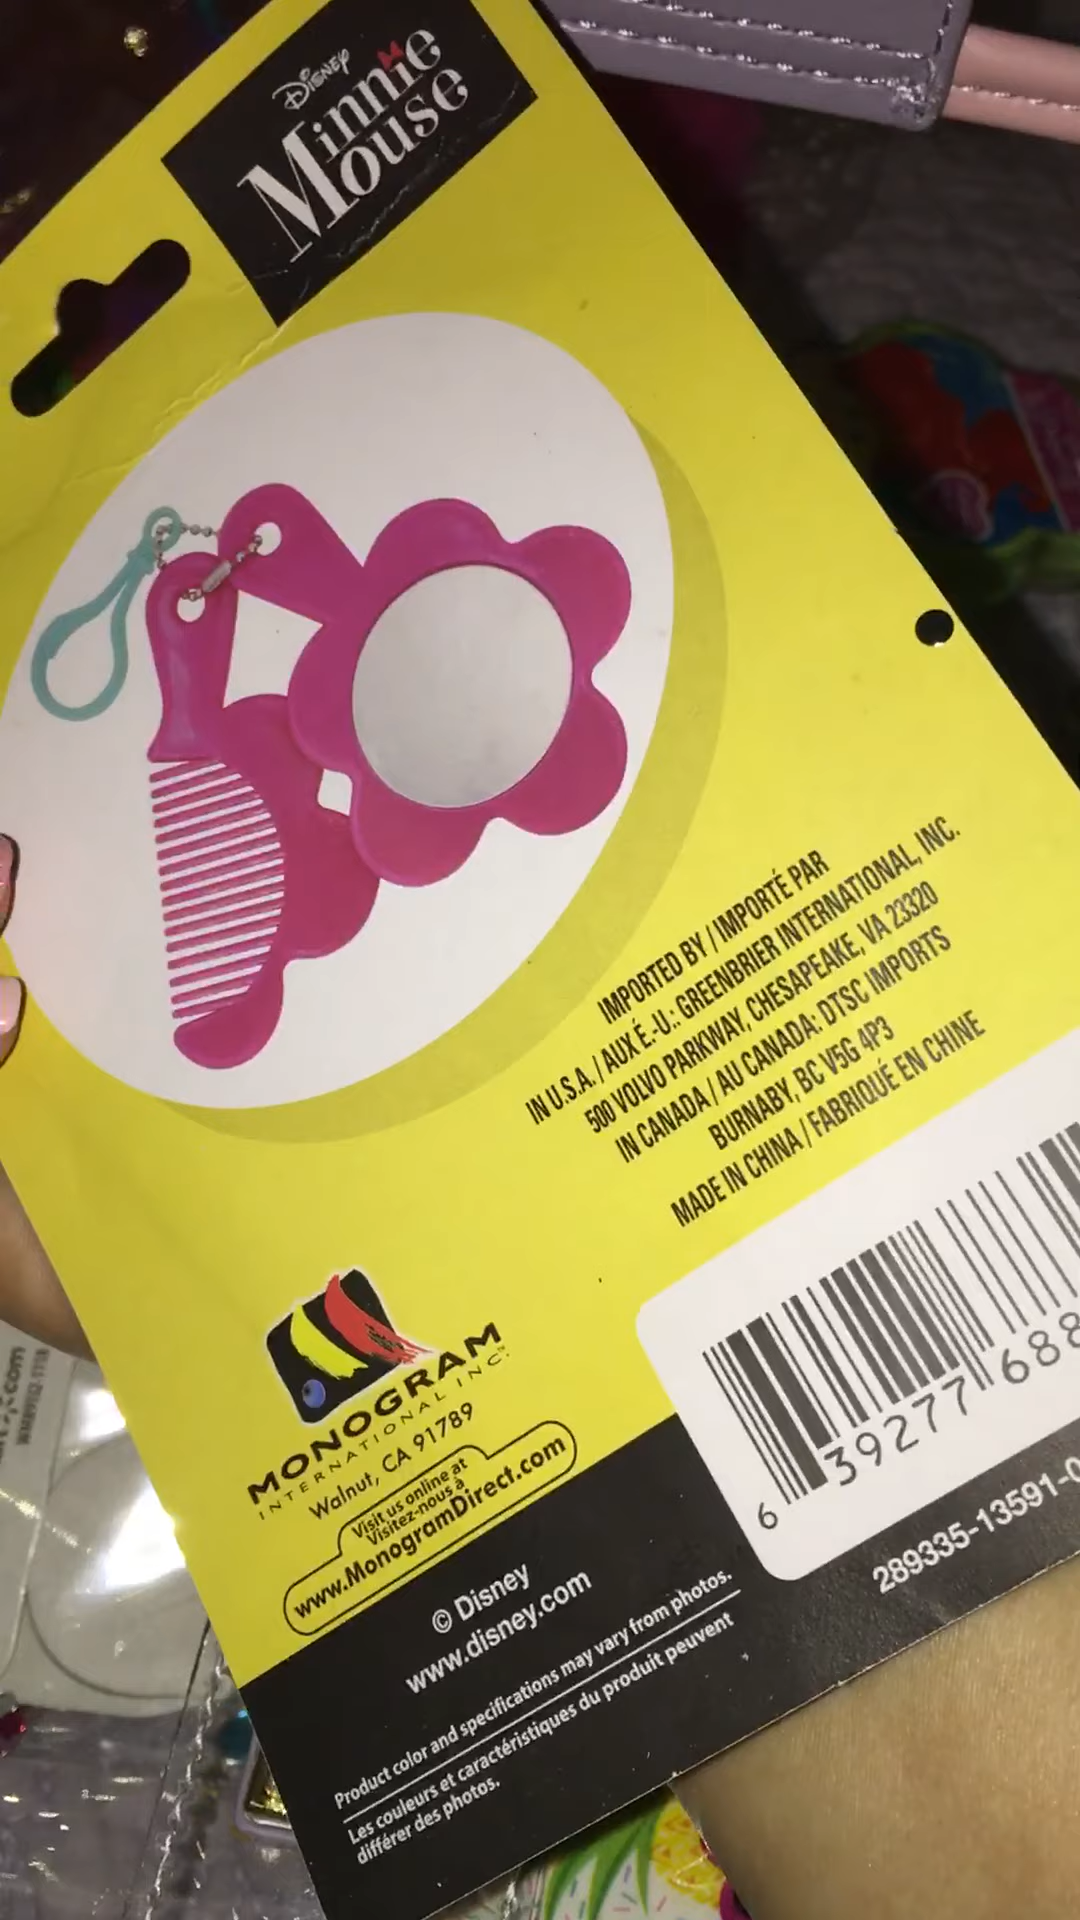 Disney
Minnie
Mouse
IMPORTED BY / IMPORTÉ PAR
IN U.S.A. / AUX É.-U.: GREENBRIER INTERNATIONAL, INC.
500 VOLVO PARKWAY, CHESAPEAKE, VA 23320
IN CANADA / AU CANADA: DTSC IMPORTS
BURNABY, BC V5G 4P3
MADE IN CHINA / FABRIQUÉ EN CHINE
MONOGRAM
INTERNATIONAL INC.™
Walnut, CA 91789
Visit us online at
Visitez-nous à
www.MonogramDirect.com
6 39277 688
289335-13591-0
© Disney
www.disney.com
Product color and specifications may vary from photos.
Les couleurs et caractéristiques du produit peuvent
différer des photos.